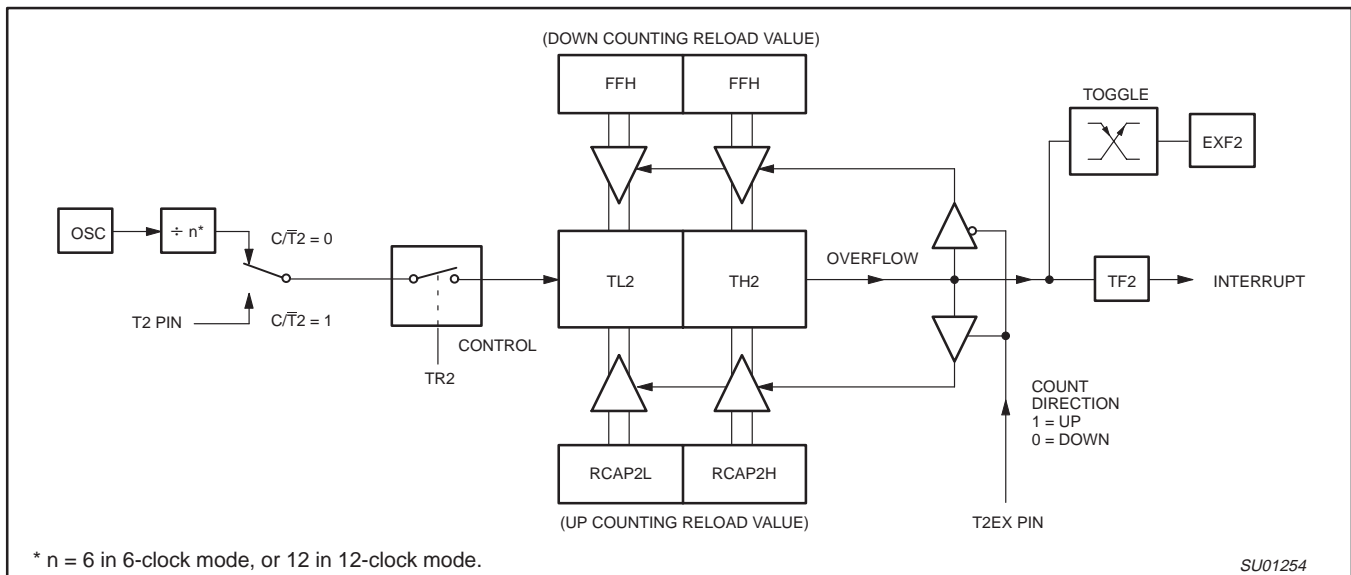 (DOWN COUNTING RELOAD VALUE)
FFH FFH
TOGGLE
EXF2
OSC
÷ n*
C/T̅2 = 0
TL2
TH2
OVERFLOW
TF2
INTERRUPT
T2 PIN
C/T̅2 = 1
CONTROL
TR2
COUNT
DIRECTION
1 = UP
0 = DOWN
RCAP2L RCAP2H
(UP COUNTING RELOAD VALUE)
T2EX PIN
* n = 6 in 6-clock mode, or 12 in 12-clock mode.
SU01254